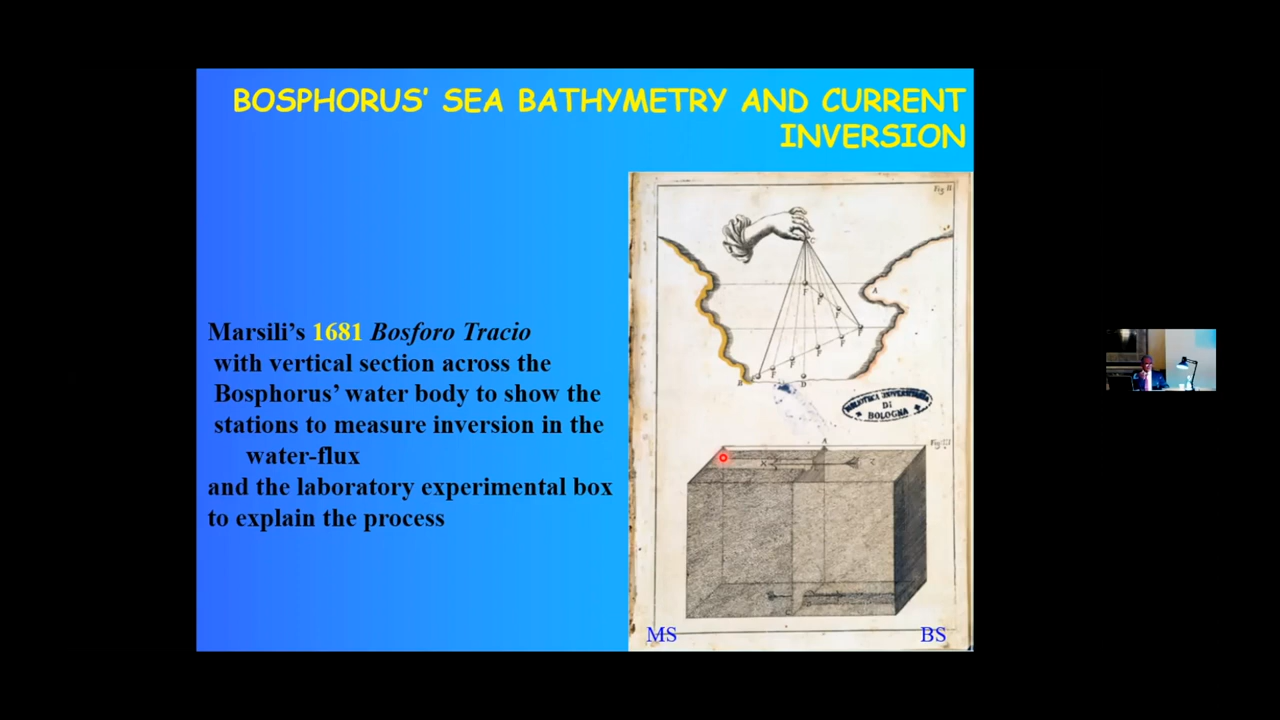 BOSPHORUS' SEA BATHYMETRY AND CURRENT
INVERSION
Marsili's 1681 Bosforo Tracio
with vertical section across the
Bosphorus' water body to show the
stations to measure inversion in the
water-flux
and the laboratory experimental box
to explain the process
Fig II
C
A
F
F
F
F
F
F
F
B
D
DI
BOLOGNA
A
X
MS
BS